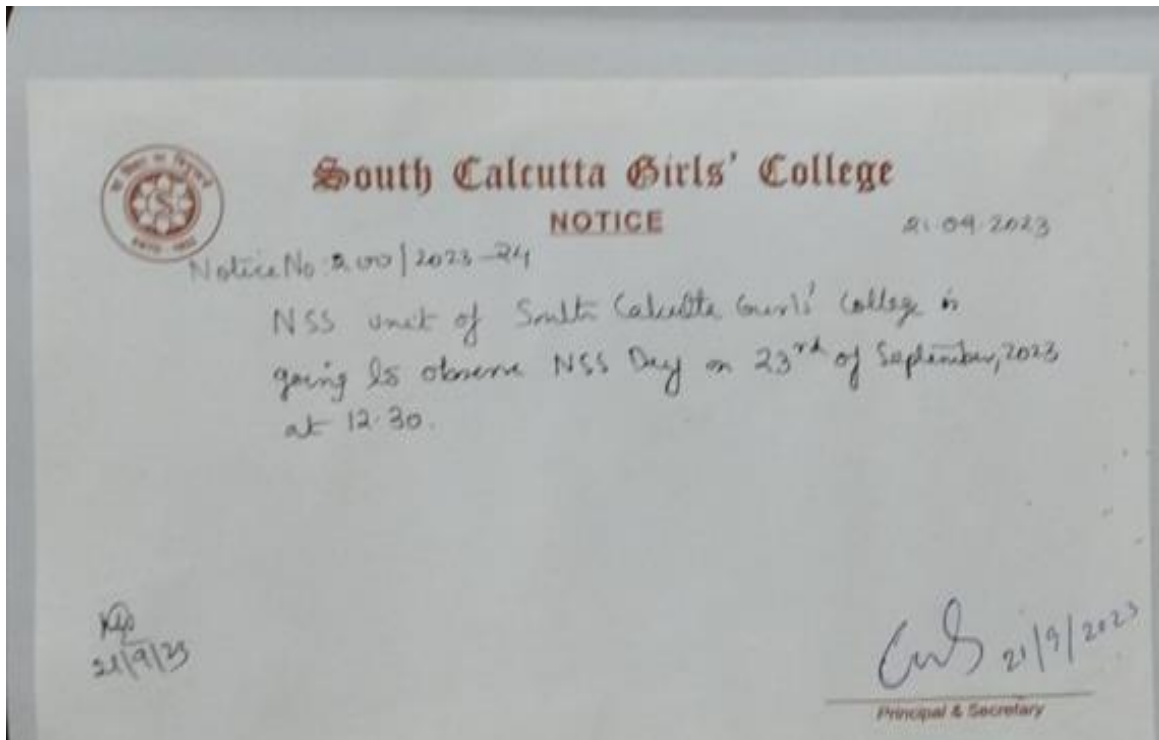 South Calcutta Girls' College
NOTICE
21.09.2023
Notice No 200/2023-24
NSS unit of South Calcutta Girls' College is
going to observe NSS Day on 23rd of September, 2023
at 12.30.
21/9/23
21/9/2023
Principal & Secretary